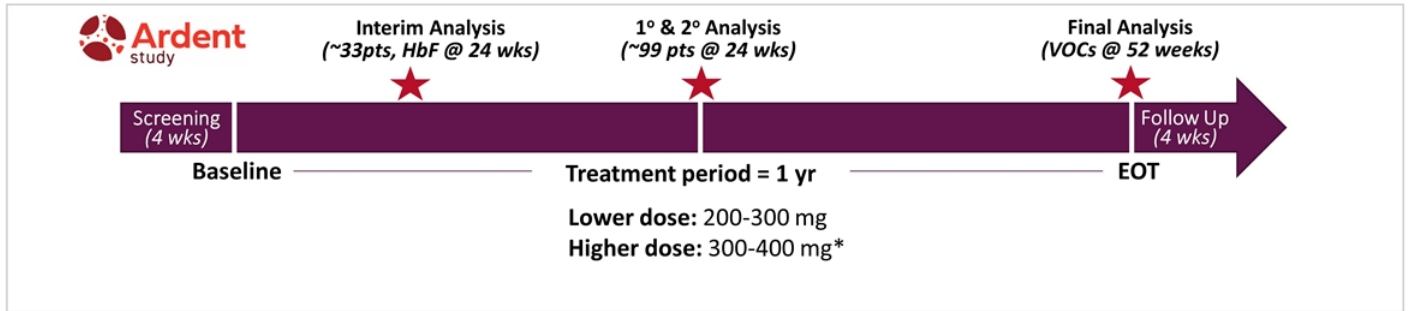 Ardent
study
Interim Analysis
(~33pts, HbF @ 24 wks)
1º & 2º Analysis
(~99 pts @ 24 wks)
Final Analysis
(VOCs @ 52 weeks)
Screening
(4 wks)
Follow Up
(4 wks)
Baseline
Treatment period = 1 yr
EOT
Lower dose: 200-300 mg
Higher dose: 300-400 mg*